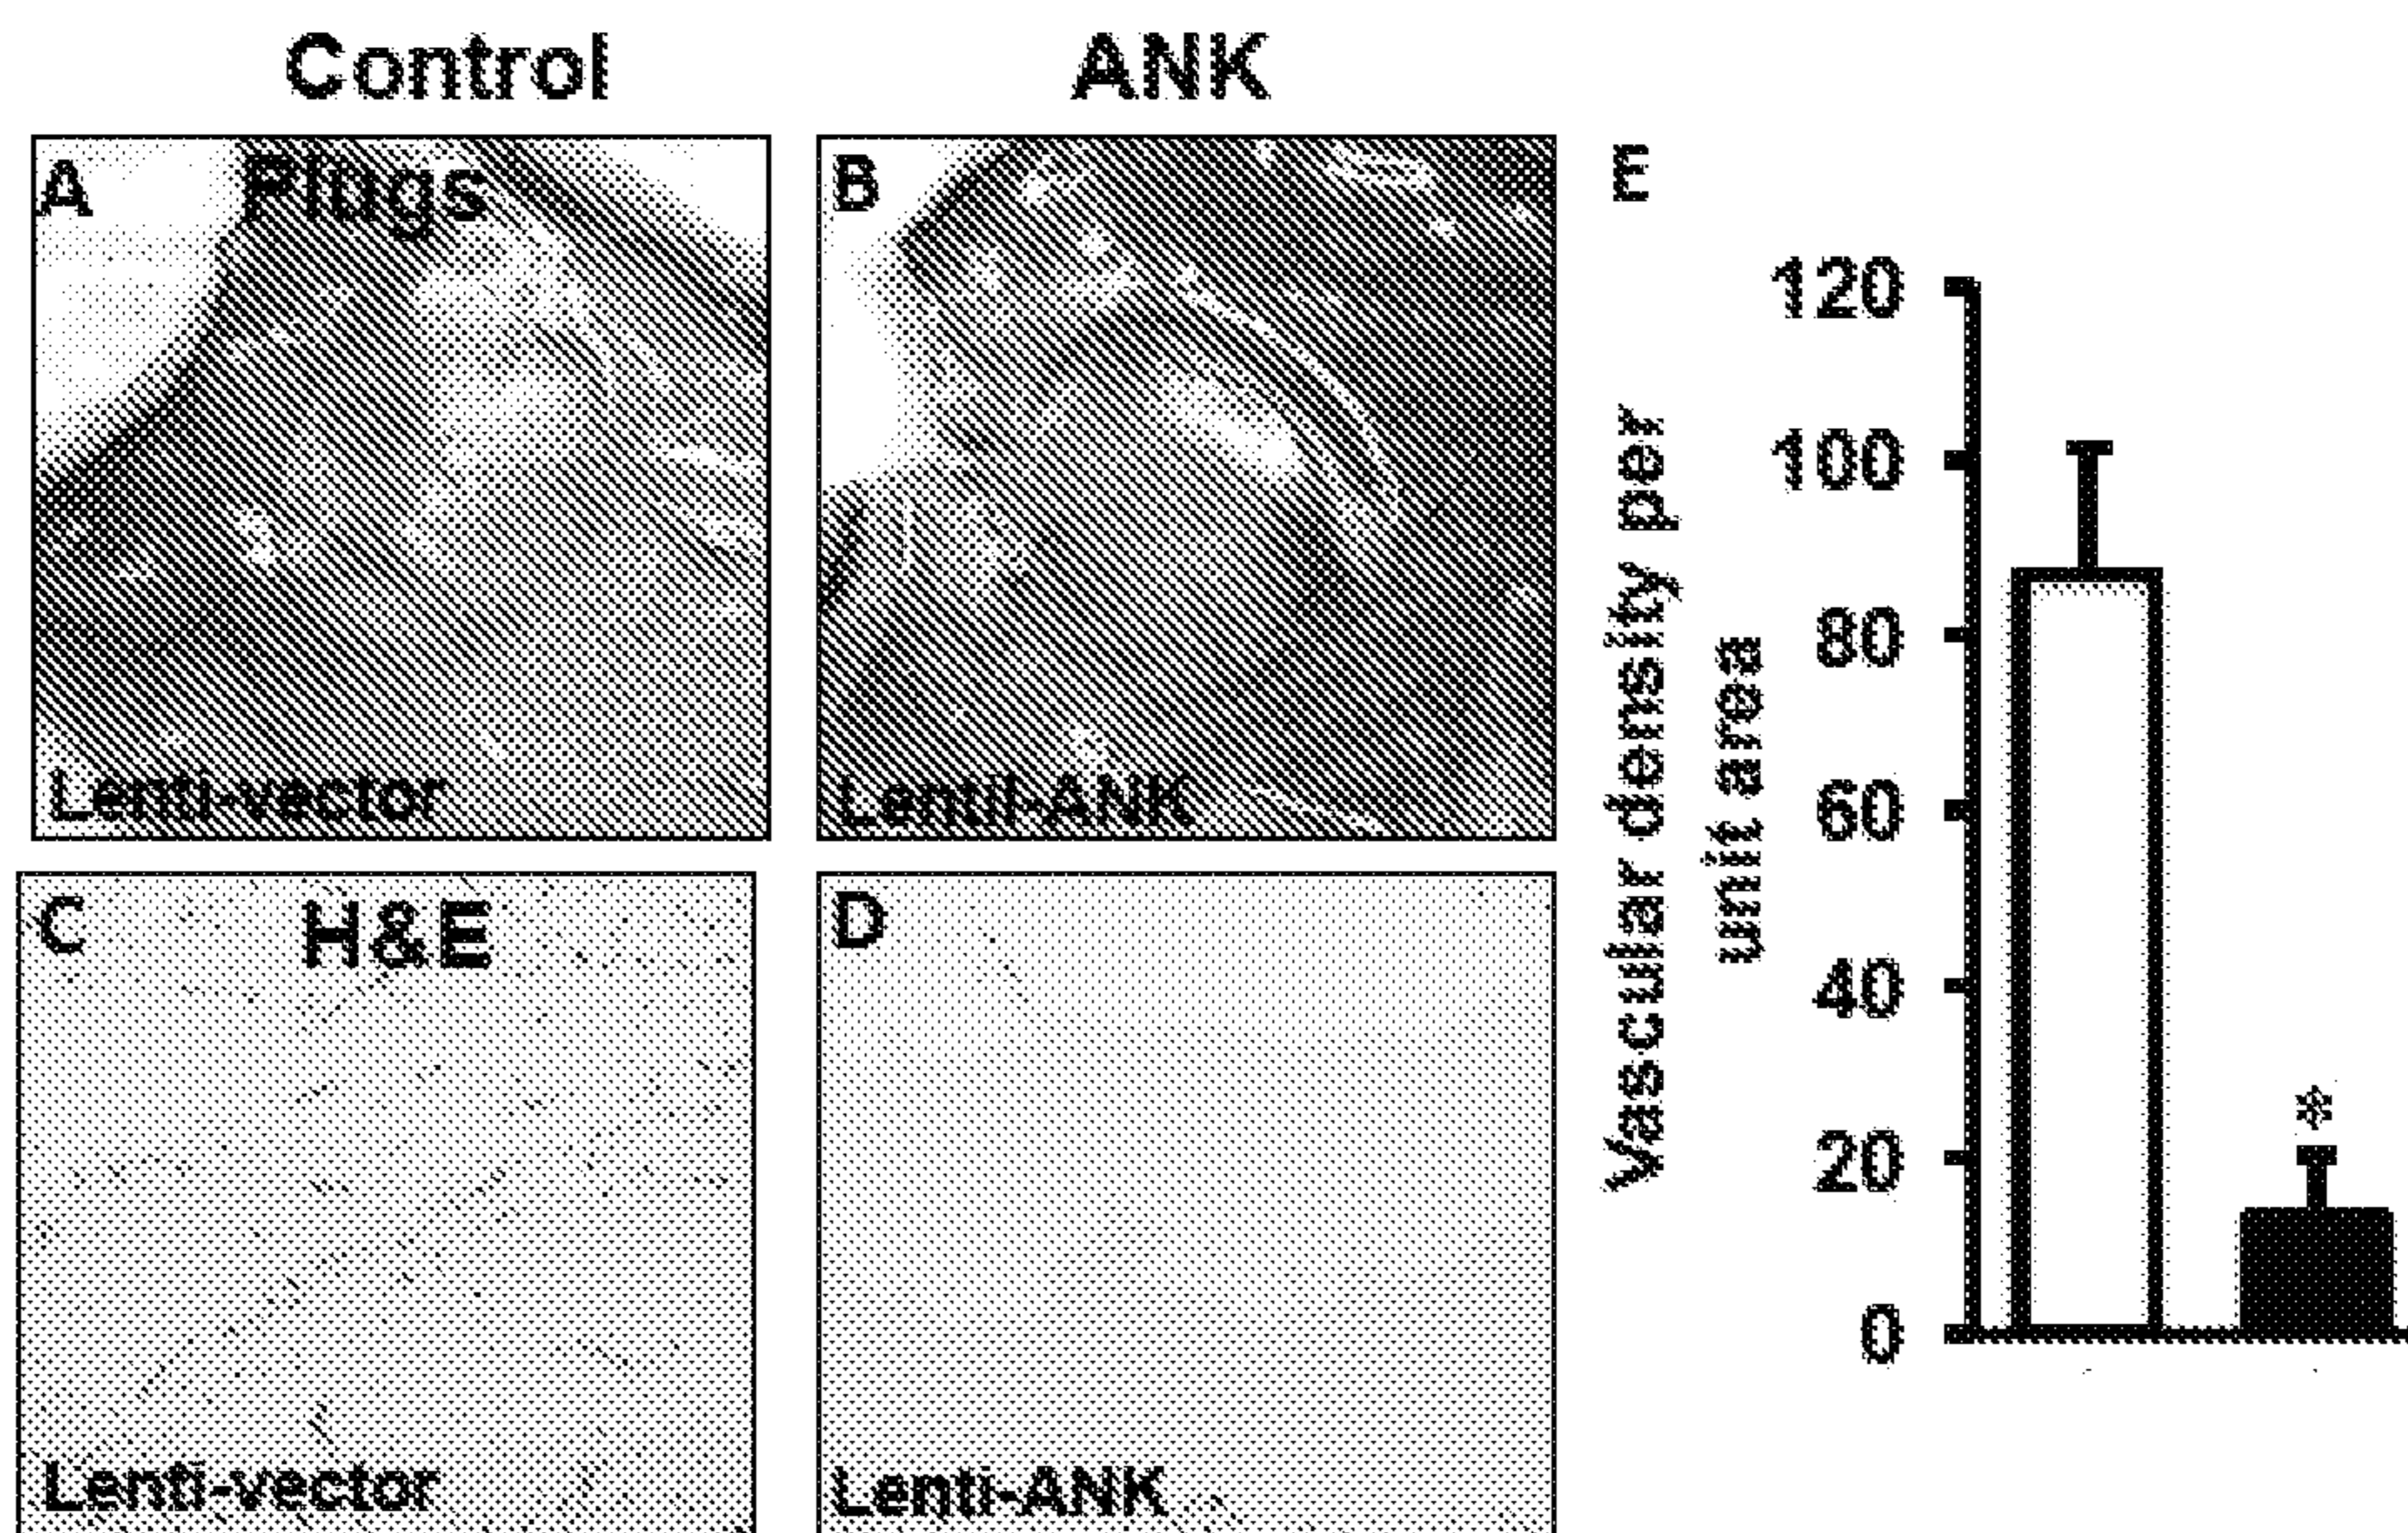 Control
ANK
A
Plugs
Lenti-vector
B
Lentil-ANK
C
H&E
Lenti-vector
D
Lenti-ANK
E
Vascular density per
unit area
120
100
80
60
40
20
0
*